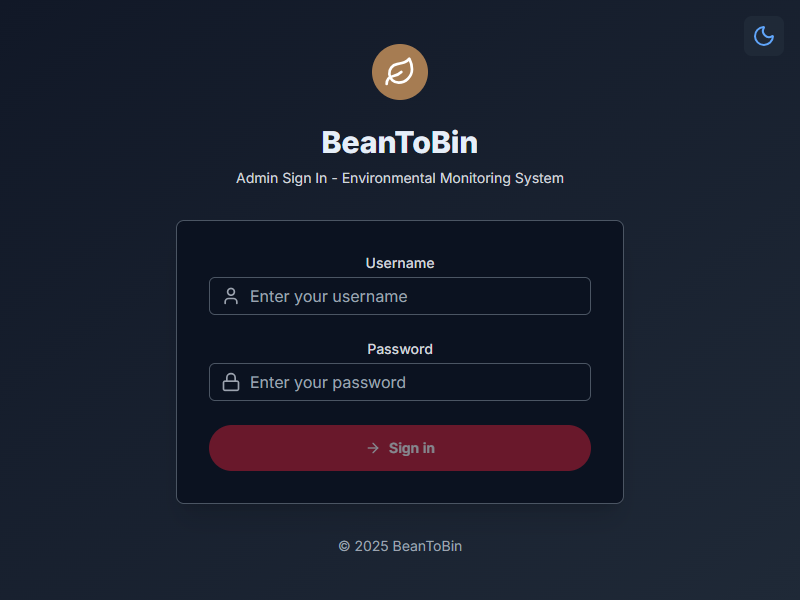 BeanToBin
Admin Sign In - Environmental Monitoring System
Username
Enter your username
Password
Enter your password
Sign in
© 2025 BeanToBin